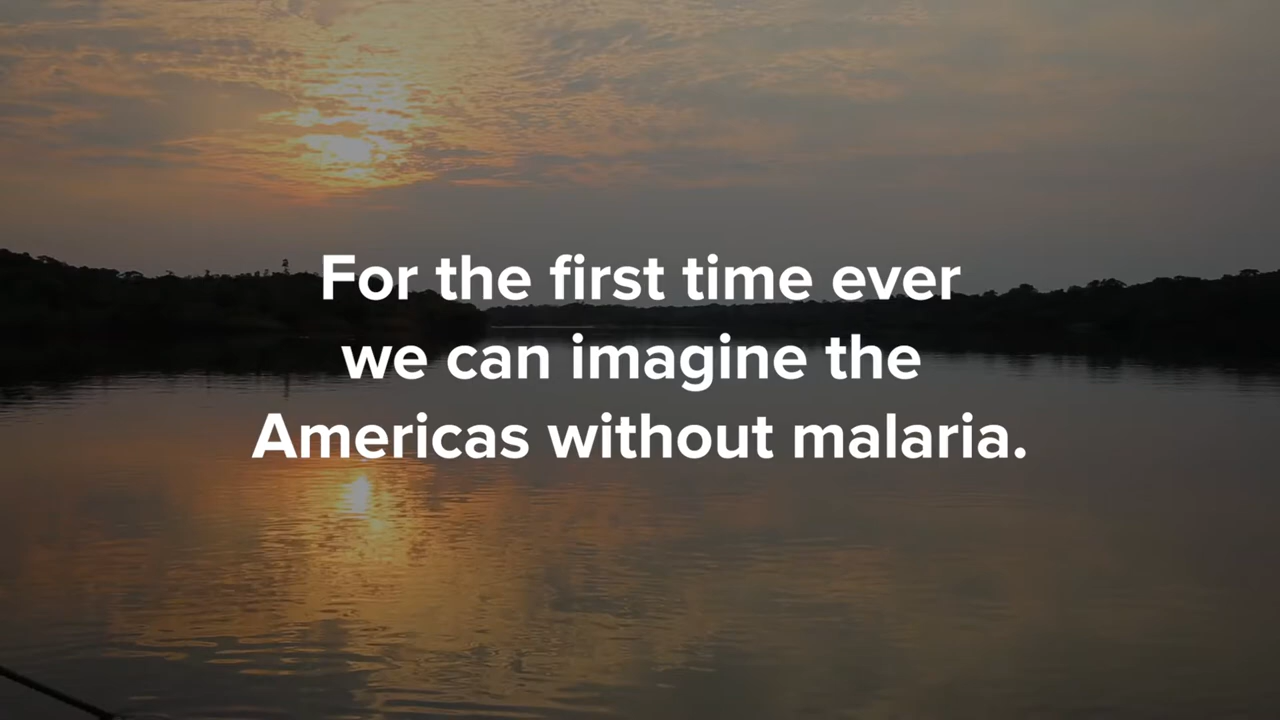 For the first time ever
we can imagine the
Americas without malaria.